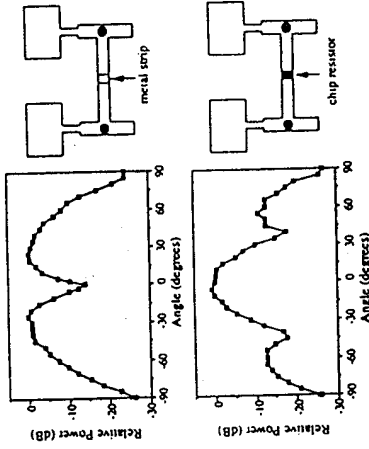 metal strip
Relative Power (dB)
0
-10
-20
-30
-90 -60 -30 0 30 60 90
Angle (degrees)
chip resistor
Relative Power (dB)
0
-10
-20
-30
-90 -60 -30 0 30 60 90
Angle (degrees)